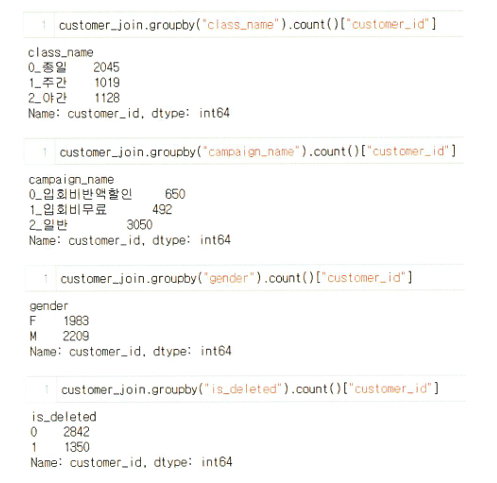 1 customer_join.groupby("class_name").count()["customer_id"]
class_name
0_종일 2045
1_주간 1019
2_야간 1128
Name: customer_id, dtype: int64
1 customer_join.groupby("campaign_name").count()["customer_id"]
campaign_name
0_입회비반액할인 650
1_입회비무료 492
2_일반 3050
Name: customer_id, dtype: int64
1 customer_join.groupby("gender").count()["customer_id"]
gender
F 1983
M 2209
Name: customer_id, dtype: int64
1 customer_join.groupby("is_deleted").count()["customer_id"]
is_deleted
0 2842
1 1350
Name: customer_id, dtype: int64